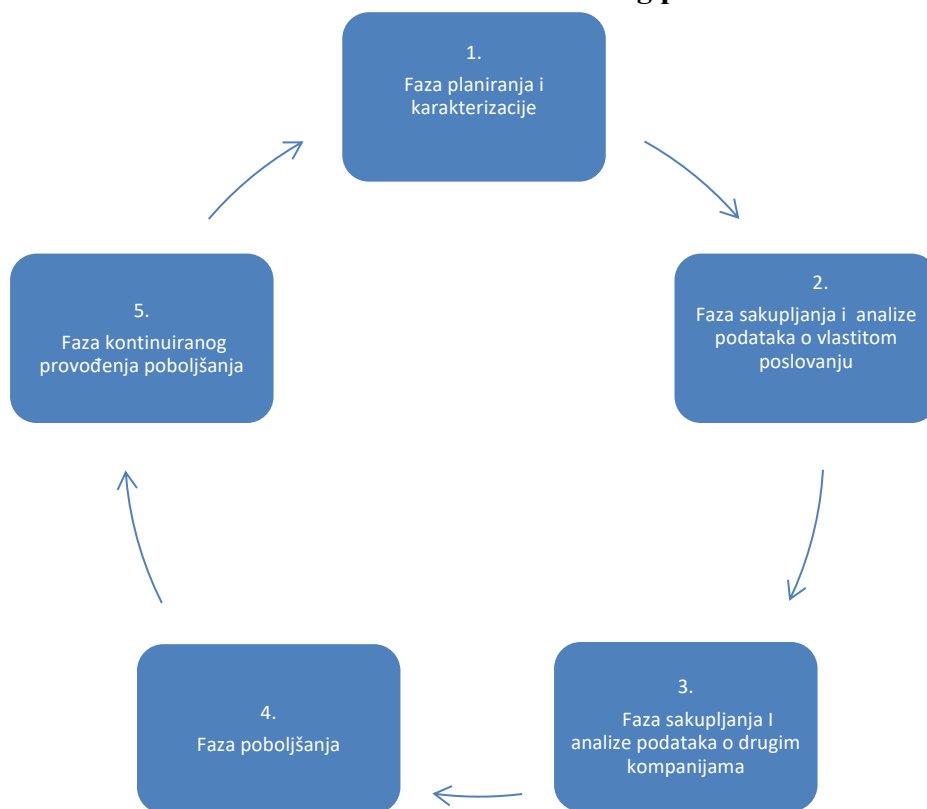 1.
Faza planiranja i
karakterizacije
2.
Faza sakupljanja i analize
podataka o vlastitom
poslovanju
3.
Faza sakupljanja I
analize podataka o drugim
kompanijama
4.
Faza poboljšanja
5.
Faza kontinuiranog
provođenja poboljšanja